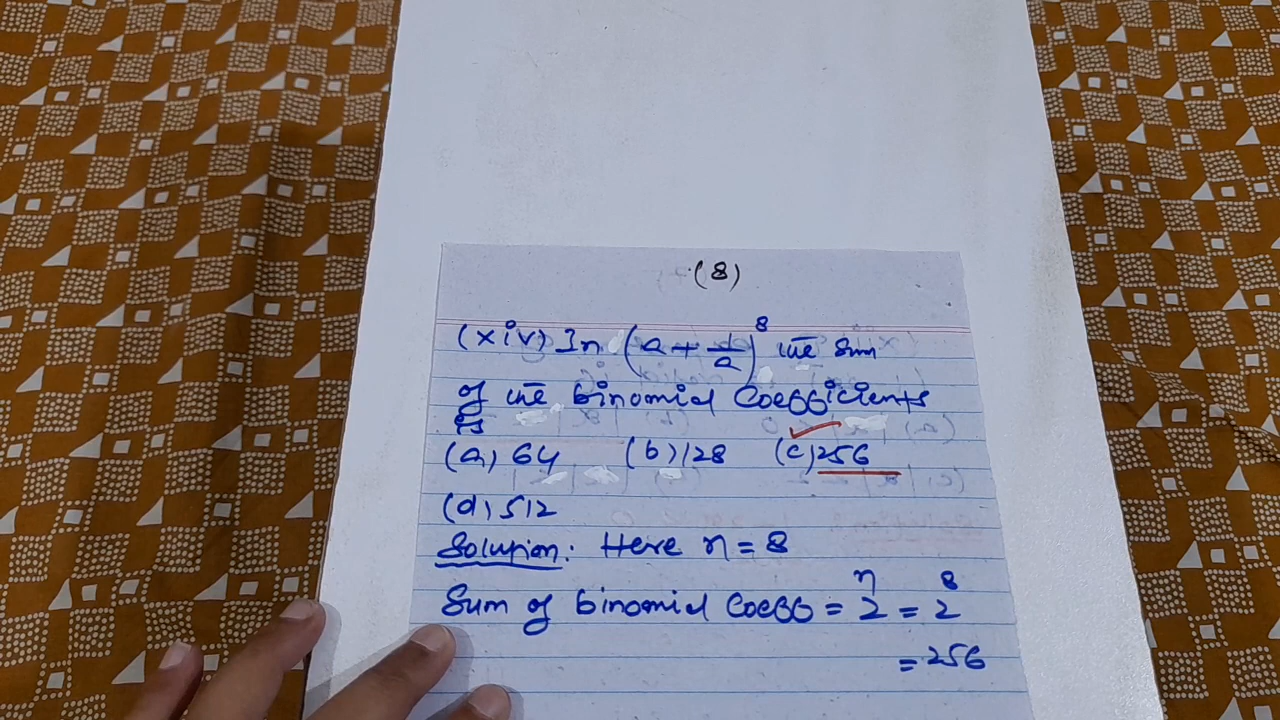 (8)
(xiv) In (a + 1/a)^8 the sum
of the binomial coefficients
is
(a) 64 (b) 128 (c) 256
(d) 512
Solution: Here n = 8
Sum of binomial coeff = 2^n = 2^8
= 256